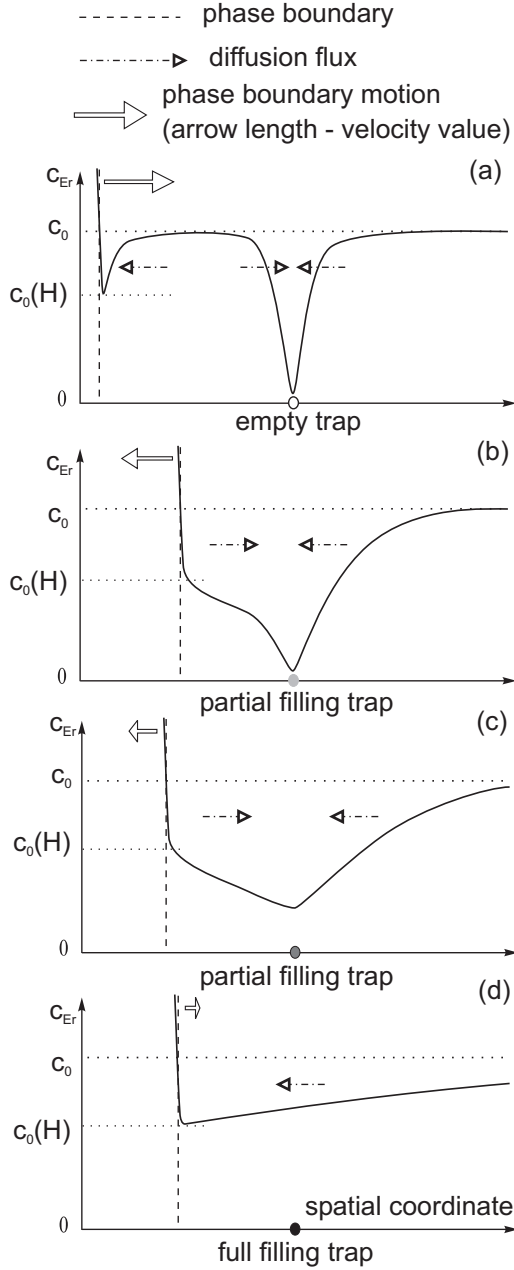 phase boundary
diffusion flux
phase boundary motion
(arrow length - velocity value)
(a)
c_Er
c_0
c_0(H)
0
empty trap
(b)
c_Er
c_0
c_0(H)
0
partial filling trap
(c)
c_Er
c_0
c_0(H)
0
partial filling trap
(d)
c_Er
c_0
c_0(H)
spatial coordinate
0
full filling trap